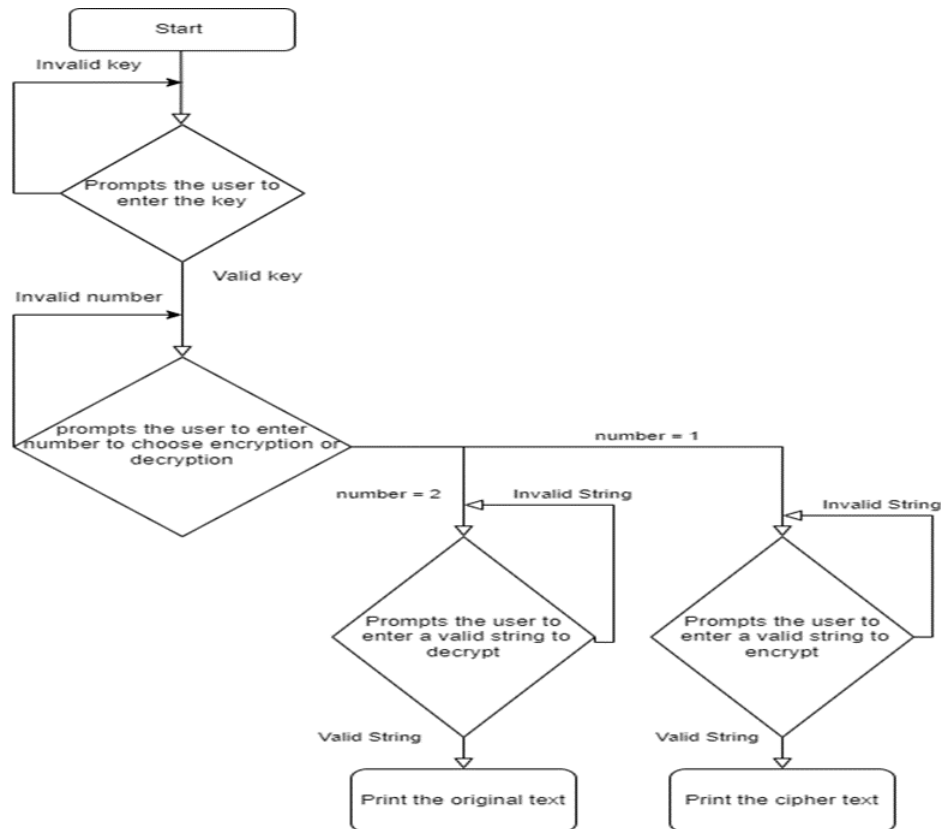 Start
Invalid key
Prompts the user to
enter the key
Valid key
Invalid number
prompts the user to enter
number to choose encryption or
decryption
number = 1
number = 2
Invalid String
Invalid String
Prompts the user to
enter a valid string to
decrypt
Prompts the user to
enter a valid string to
encrypt
Valid String
Valid String
Print the original text
Print the cipher text